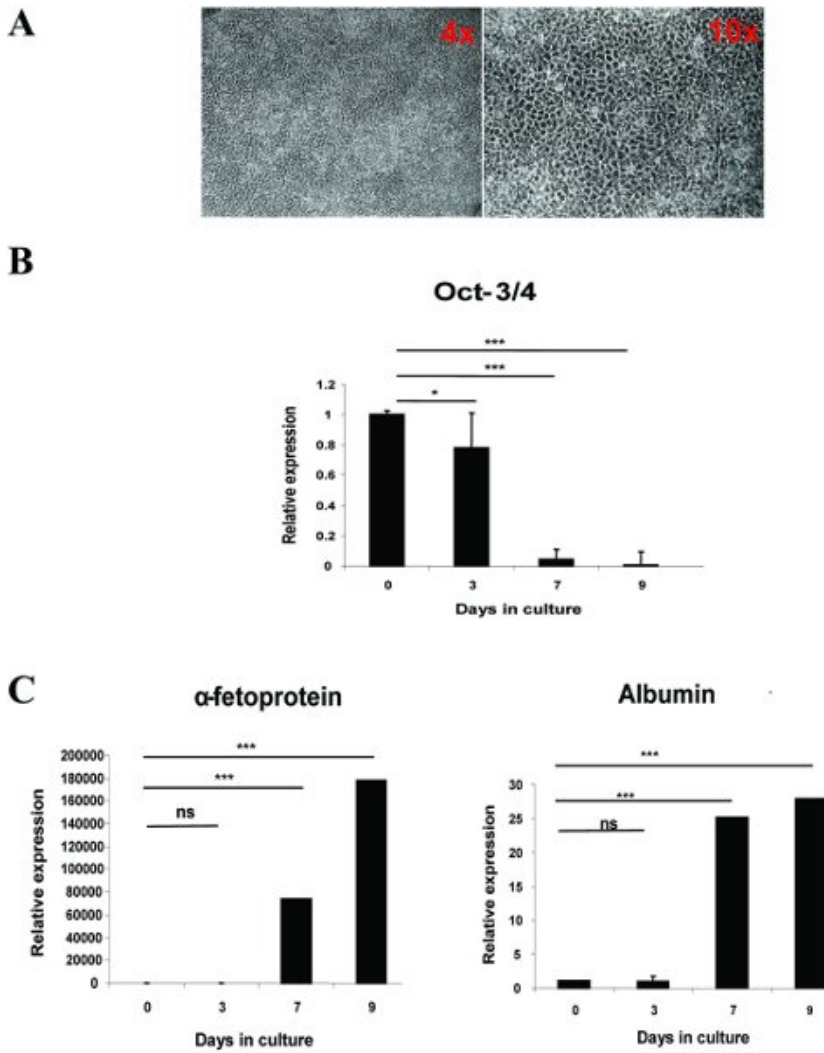 A
4x
10x
B
Oct-3/4
***
***
*
1.2
1
0.8
0.6
0.4
0.2
0
Relative expression
0 3 7 9
Days in culture
C
α-fetoprotein
***
***
ns
200000
180000
160000
140000
120000
100000
80000
60000
40000
20000
0
Relative expression
0 3 7 9
Days in culture
Albumin
***
***
ns
30
25
20
15
10
5
0
Relative expression
0 3 7 9
Days in culture